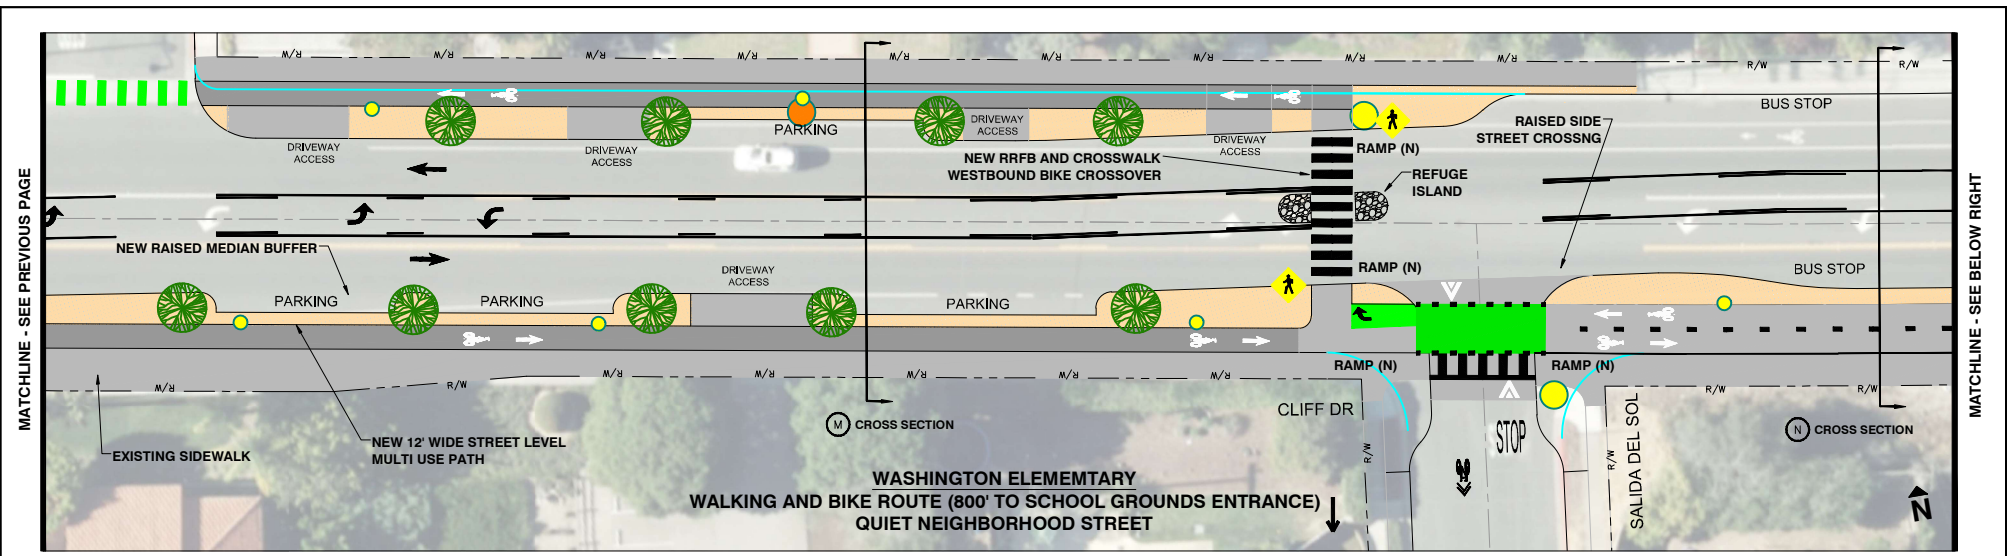 R/W R/W R/W R/W R/W R/W R/W R/W R/W R/W
BUS STOP
PARKING
DRIVEWAY
ACCESS
RAISED SIDE
STREET CROSSNG
DRIVEWAY
ACCESS
DRIVEWAY
ACCESS
DRIVEWAY
ACCESS
RAMP (N)
NEW RRFB AND CROSSWALK
WESTBOUND BIKE CROSSOVER
REFUGE
ISLAND
MATCHLINE - SEE PREVIOUS PAGE
MATCHLINE - SEE BELOW RIGHT
NEW RAISED MEDIAN BUFFER
DRIVEWAY
ACCESS
RAMP (N)
BUS STOP
PARKING
PARKING
PARKING
RAMP (N)
RAMP (N)
R/W R/W R/W R/W R/W R/W R/W R/W R/W R/W
CLIFF DR
M CROSS SECTION
N CROSS SECTION
EXISTING SIDEWALK
NEW 12' WIDE STREET LEVEL
MULTI USE PATH
STOP
R/W
R/W
SALIDA DEL SOL
WASHINGTON ELEMEMTARY
WALKING AND BIKE ROUTE (800' TO SCHOOL GROUNDS ENTRANCE)
QUIET NEIGHBORHOOD STREET
N